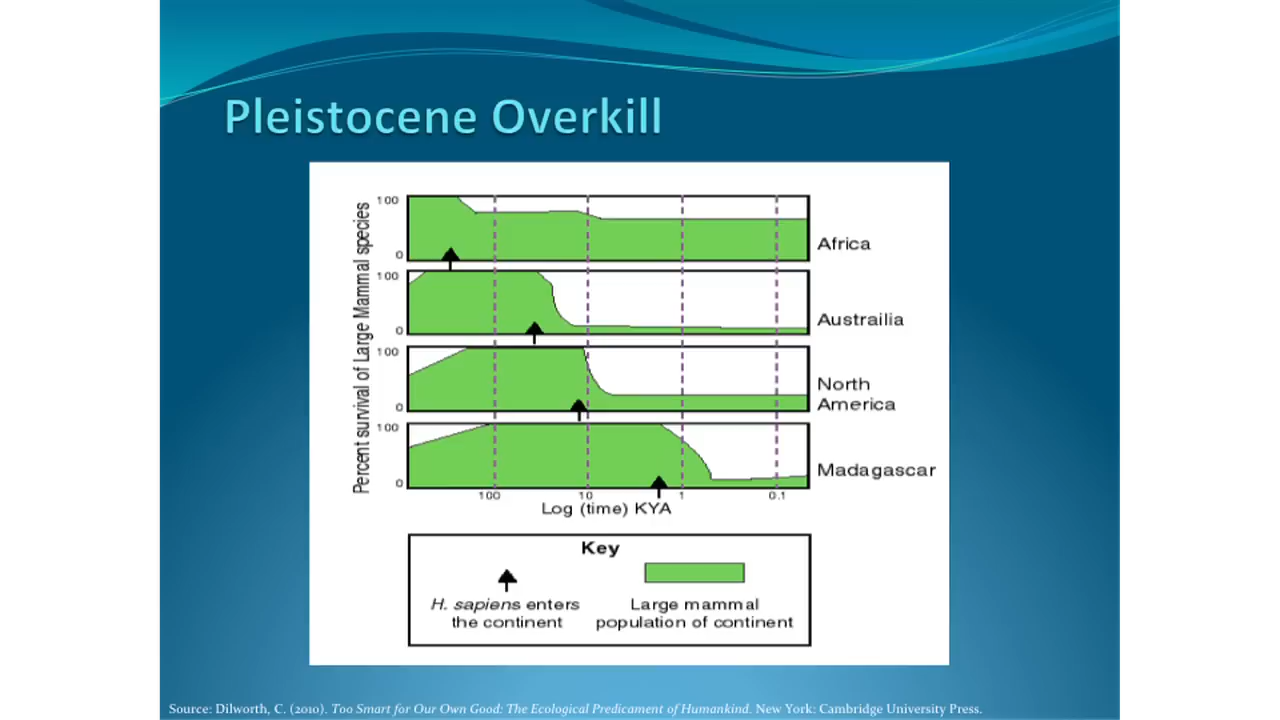 Pleistocene Overkill
Percent survival of Large Mammal species
100
0
Africa
100
0
Austrailia
100
0
North
America
100
0
Madagascar
100 10 1 0.1
Log (time) KYA
Key
H. sapiens enters
the continent
Large mammal
population of continent
Source: Dilworth, C. (2010). Too Smart for Our Own Good: The Ecological Predicament of Humankind. New York: Cambridge University Press.